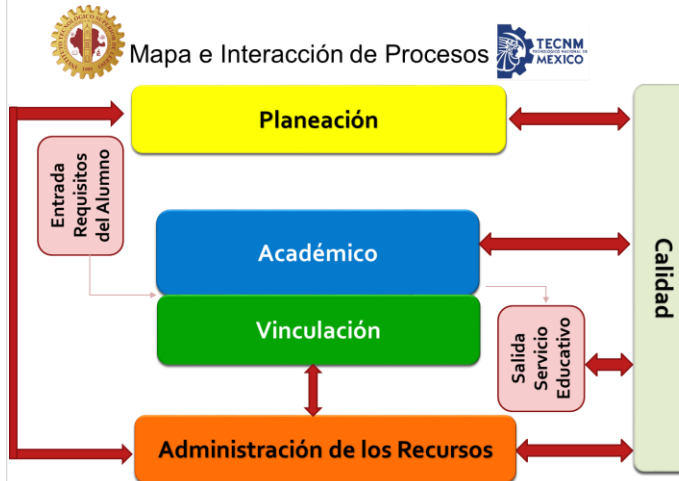 Mapa e Interacción de Procesos
TECNM
TECNOLÓGICO NACIONAL DE
MÉXICO
Planeación
Entrada
Requisitos
del Alumno
Académico
Vinculación
Calidad
Salida
Servicio
Educativo
Administración de los Recursos